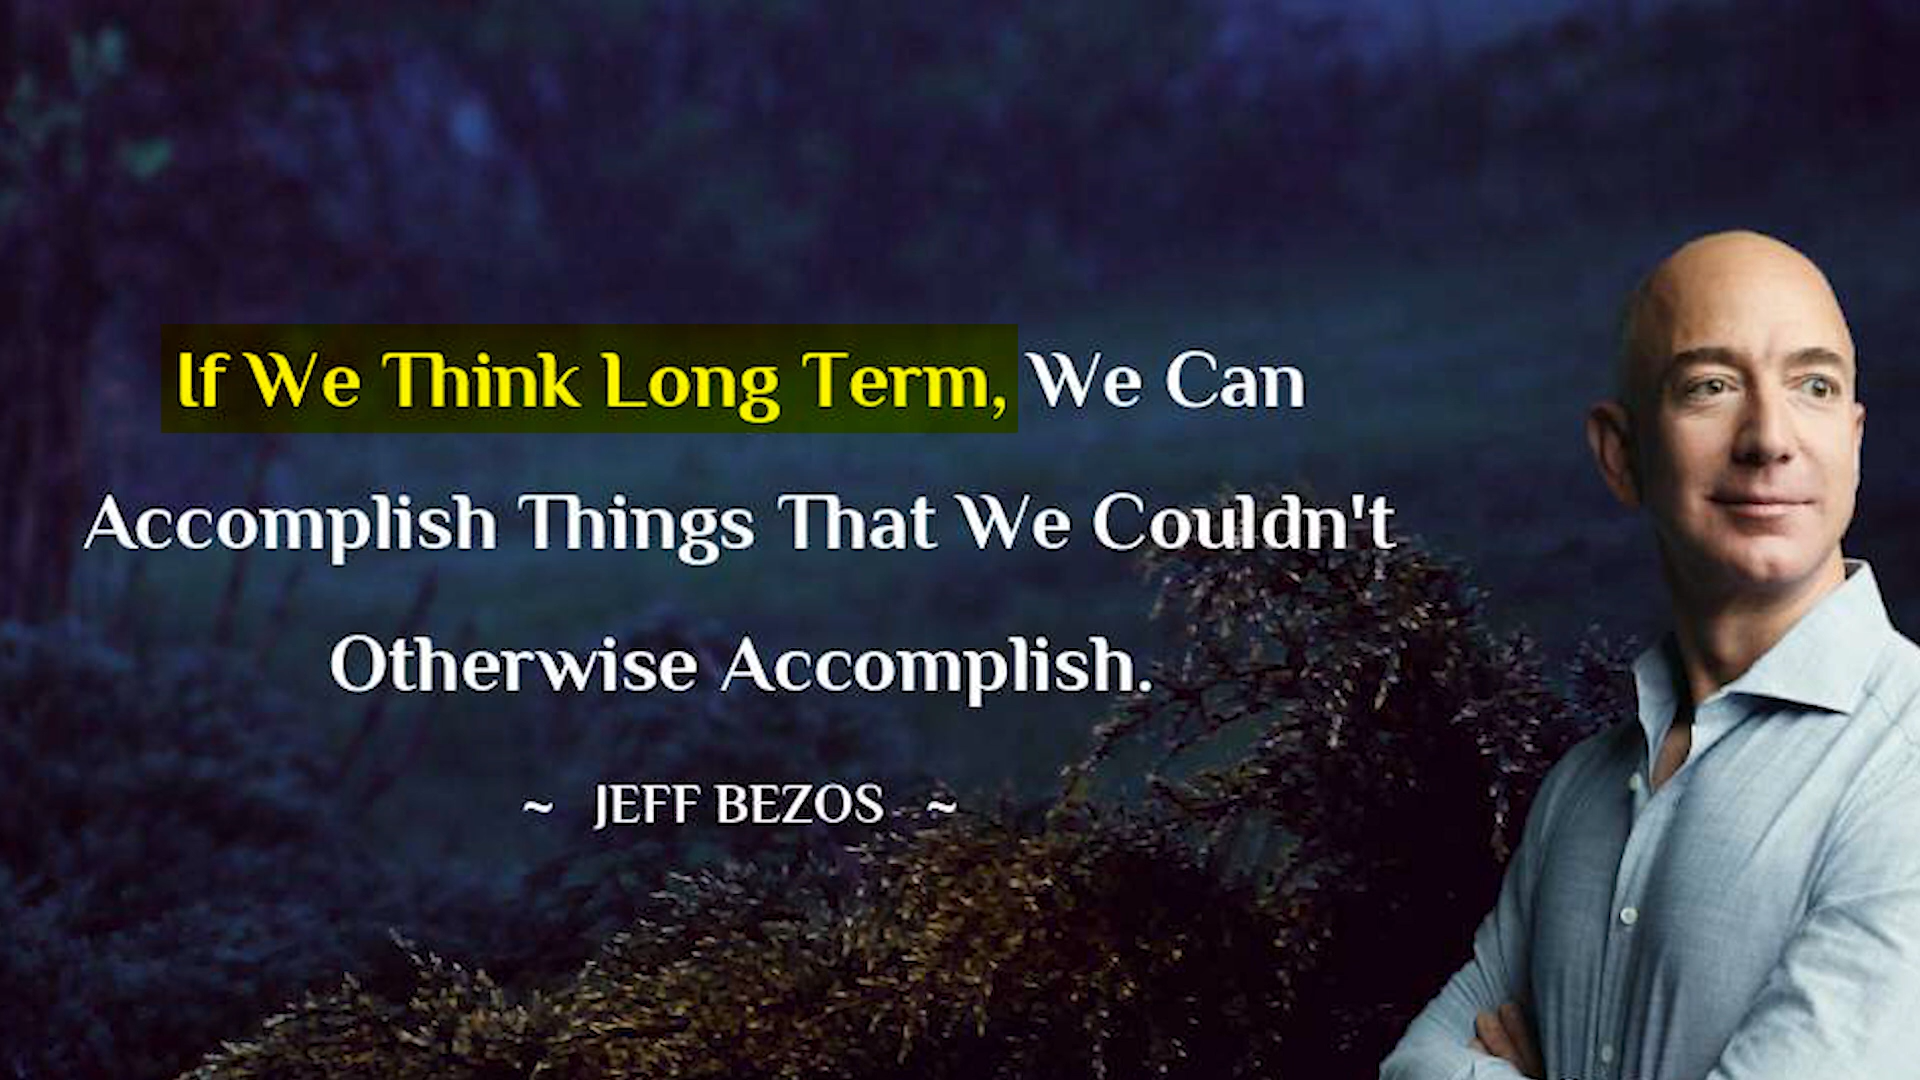 If We Think Long Term, We Can
Accomplish Things That We Couldn't
Otherwise Accomplish.
~ JEFF BEZOS ~